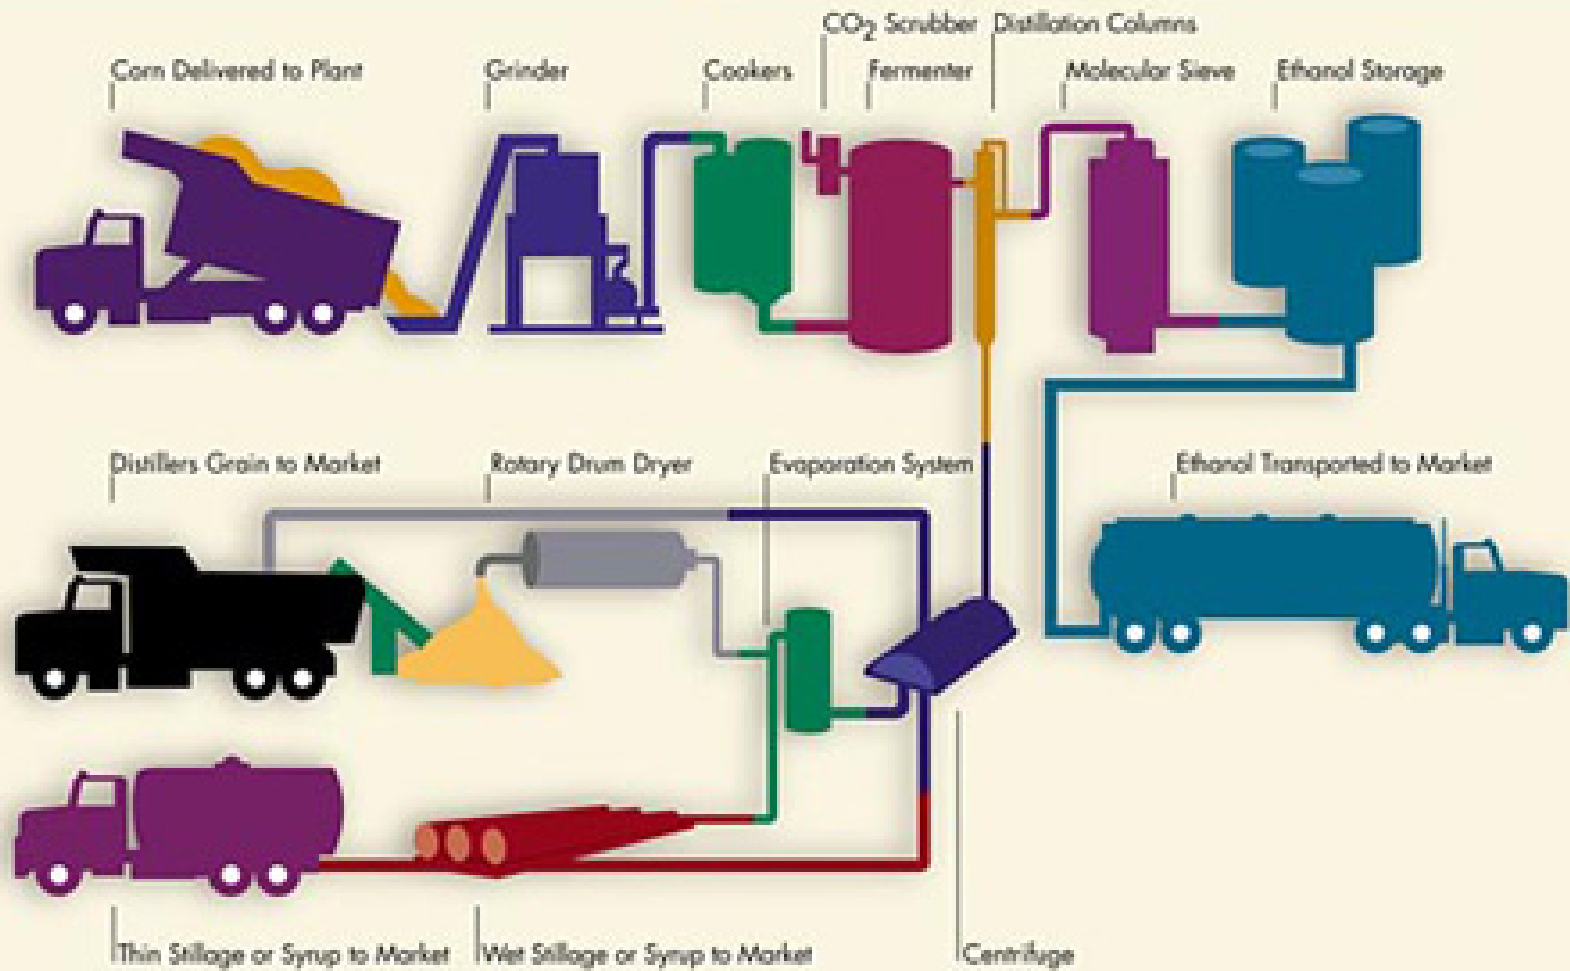 CO2 Scrubber
Distillation Columns
Corn Delivered to Plant
Grinder
Cookers
Fermenter
Molecular Sieve
Ethanol Storage
Distillers Grain to Market
Rotary Drum Dryer
Evaporation System
Ethanol Transported to Market
Thin Stillage or Syrup to Market
Wet Stillage or Syrup to Market
Centrifuge